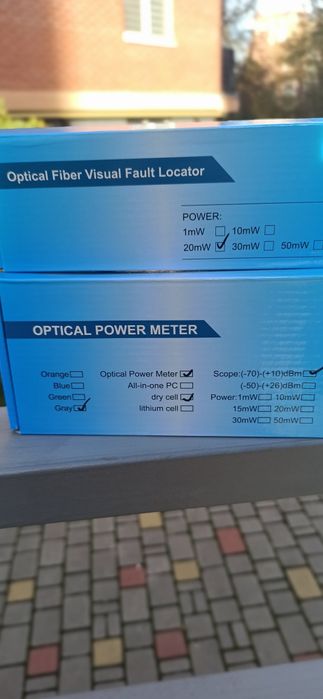 Optical Fiber Visual Fault Locator
POWER:
1mW 10mW
20mW 30mW 50mW
OPTICAL POWER METER
Orange Optical Power Meter Scope:(-70)-(+10)dBm
Blue All-in-one PC (-50)-(+26)dBm
Green dry cell Power:1mW 10mW
Gray lithium cell 15mW 20mW
30mW 50mW